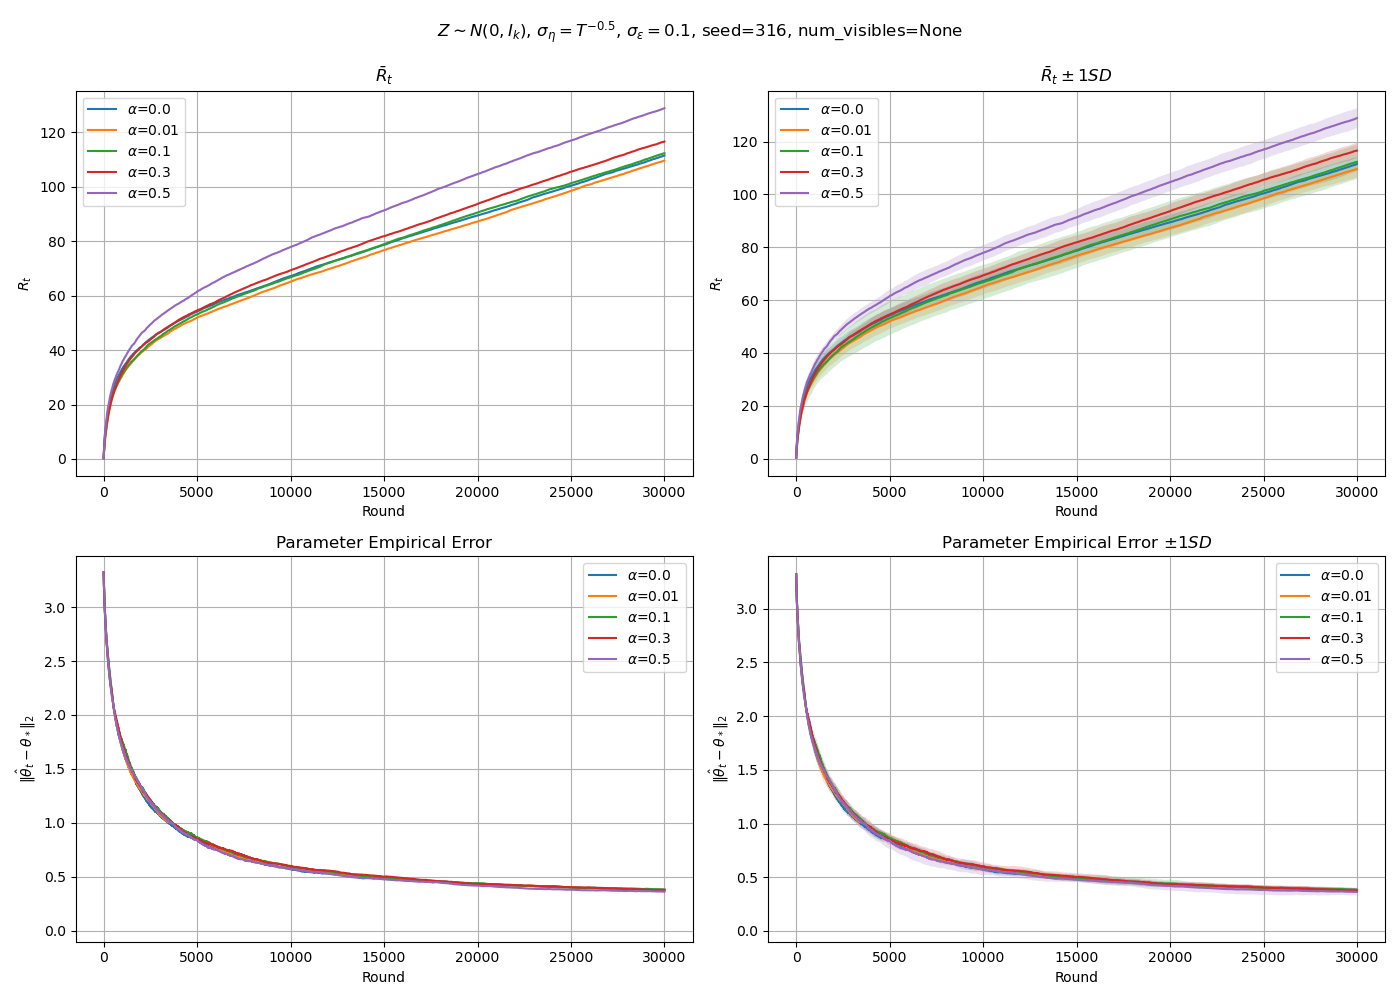 Z ∼ N(0, I_k), σ_η = T^{−0.5}, σ_ε = 0.1, seed=316, num_visibles=None
R̄_t
R_t
0
20
40
60
80
100
120
α=0.0
α=0.01
α=0.1
α=0.3
α=0.5
0 5000 10000 15000 20000 25000 30000
Round
R̄_t ± 1SD
R_t
0
20
40
60
80
100
120
α=0.0
α=0.01
α=0.1
α=0.3
α=0.5
0 5000 10000 15000 20000 25000 30000
Round
Parameter Empirical Error
‖θ̂_t − θ_*‖_2
0.0
0.5
1.0
1.5
2.0
2.5
3.0
α=0.0
α=0.01
α=0.1
α=0.3
α=0.5
0 5000 10000 15000 20000 25000 30000
Round
Parameter Empirical Error ±1SD
‖θ̂_t − θ_*‖_2
0.0
0.5
1.0
1.5
2.0
2.5
3.0
α=0.0
α=0.01
α=0.1
α=0.3
α=0.5
0 5000 10000 15000 20000 25000 30000
Round